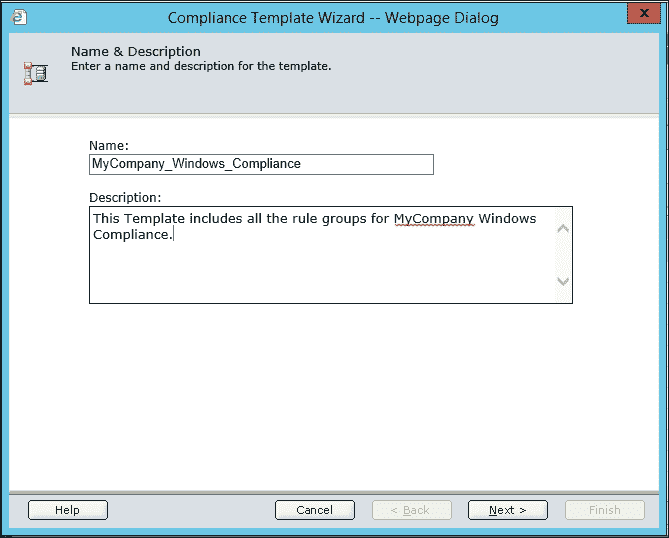 Compliance Template Wizard -- Webpage Dialog
x
Name & Description
Enter a name and description for the template.
Name:
MyCompany_Windows_Compliance
Description:
This Template includes all the rule groups for MyCompany Windows
Compliance.
Help
Cancel
< Back
Next >
Finish